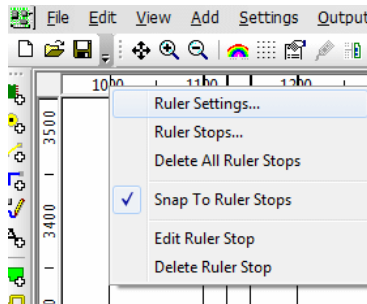 File Edit View Add Settings Output
1000 1100 1200
Ruler Settings...
Ruler Stops...
Delete All Ruler Stops
Snap To Ruler Stops
Edit Ruler Stop
Delete Ruler Stop
3500
3400